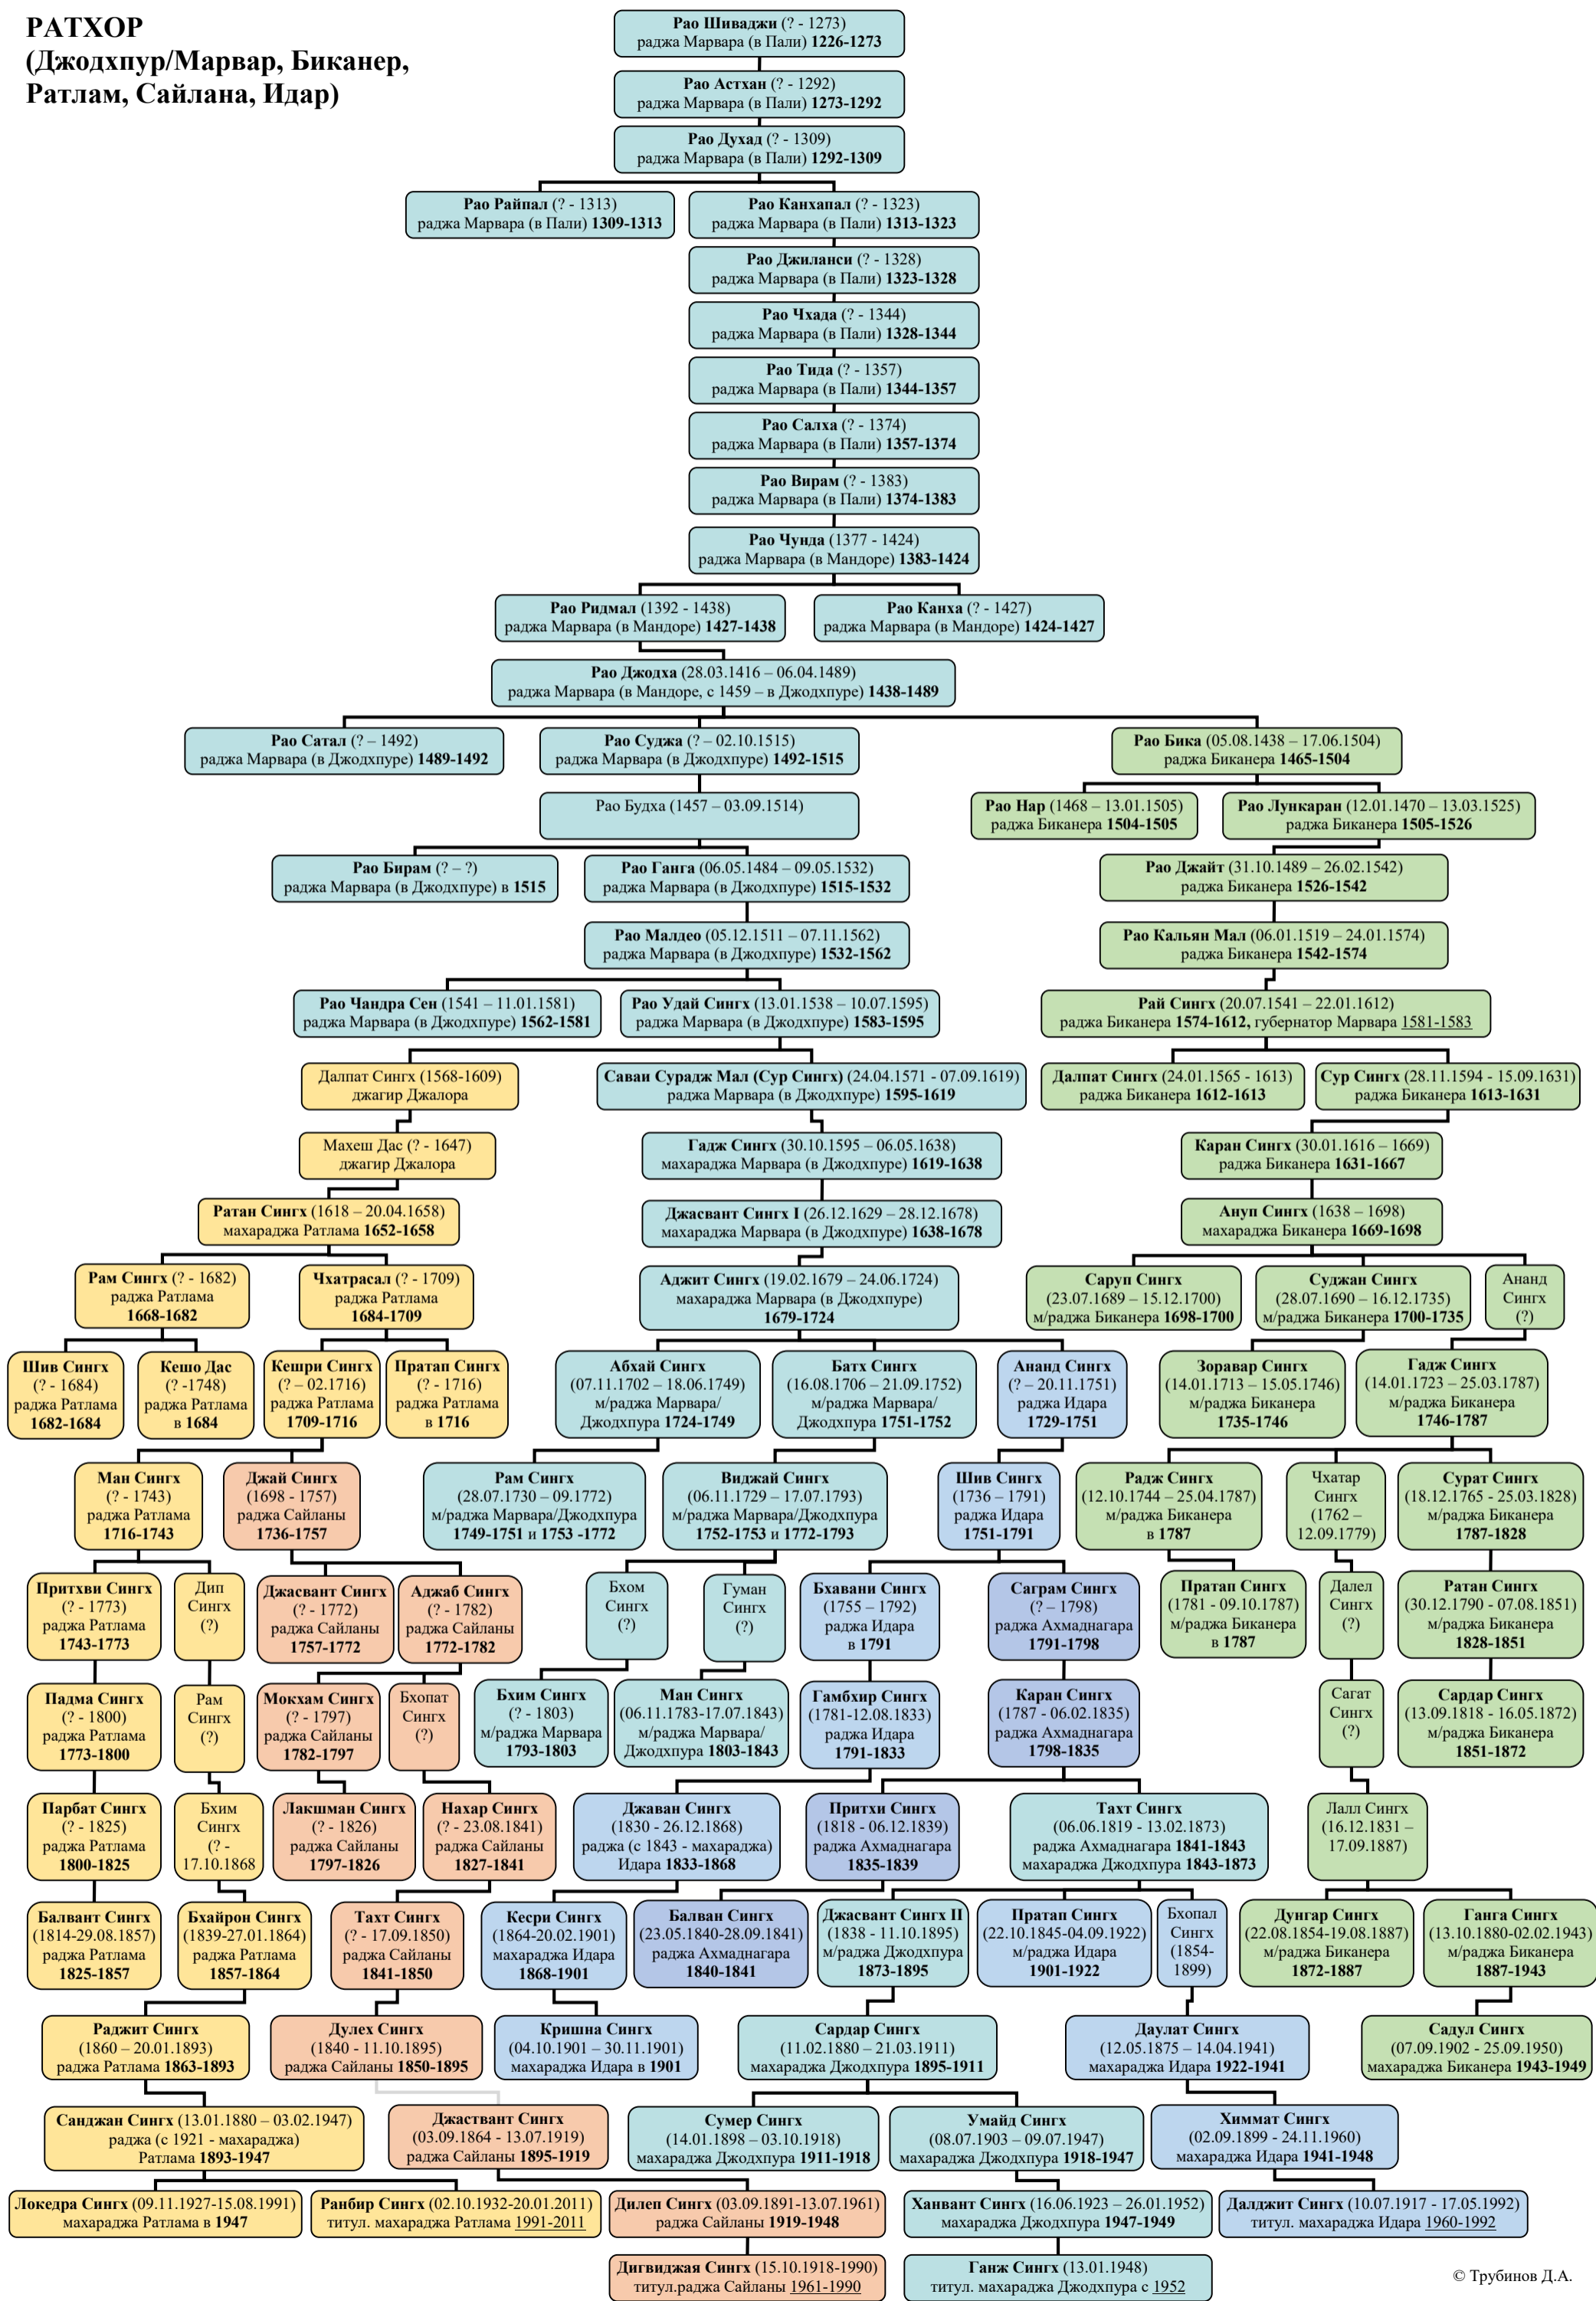 РАТХОР
(Джодхпур/Марвар, Биканер,
Ратлам, Сайлана, Идар)
Рао Шиваджи (? - 1273)
раджа Марвара (в Пали) 1226-1273
Рао Астхан (? - 1292)
раджа Марвара (в Пали) 1273-1292
Рао Духад (? - 1309)
раджа Марвара (в Пали) 1292-1309
Рао Райпал (? - 1313)
раджа Марвара (в Пали) 1309-1313
Рао Канхапал (? - 1323)
раджа Марвара (в Пали) 1313-1323
Рао Джиланси (? - 1328)
раджа Марвара (в Пали) 1323-1328
Рао Чхада (? - 1344)
раджа Марвара (в Пали) 1328-1344
Рао Тида (? - 1357)
раджа Марвара (в Пали) 1344-1357
Рао Салха (? - 1374)
раджа Марвара (в Пали) 1357-1374
Рао Вирам (? - 1383)
раджа Марвара (в Пали) 1374-1383
Рао Чунда (1377 - 1424)
раджа Марвара (в Мандоре) 1383-1424
Рао Ридмал (1392 - 1438)
раджа Марвара (в Мандоре) 1427-1438
Рао Канха (? - 1427)
раджа Марвара (в Мандоре) 1424-1427
Рао Джодха (28.03.1416 – 06.04.1489)
раджа Марвара (в Мандоре, с 1459 – в Джодхпуре) 1438-1489
Рао Сатал (? – 1492)
раджа Марвара (в Джодхпуре) 1489-1492
Рао Суджа (? – 02.10.1515)
раджа Марвара (в Джодхпуре) 1492-1515
Рао Бика (05.08.1438 – 17.06.1504)
раджа Биканера 1465-1504
Рао Будха (1457 – 03.09.1514)
Рао Нар (1468 – 13.01.1505)
раджа Биканера 1504-1505
Рао Лункаран (12.01.1470 – 13.03.1525)
раджа Биканера 1505-1526
Рао Бирам (? – ?)
раджа Марвара (в Джодхпуре) в 1515
Рао Ганга (06.05.1484 – 09.05.1532)
раджа Марвара (в Джодхпуре) 1515-1532
Рао Джайт (31.10.1489 – 26.02.1542)
раджа Биканера 1526-1542
Рао Малдео (05.12.1511 – 07.11.1562)
раджа Марвара (в Джодхпуре) 1532-1562
Рао Кальян Мал (06.01.1519 – 24.01.1574)
раджа Биканера 1542-1574
Рао Чандра Сен (1541 – 11.01.1581)
раджа Марвара (в Джодхпуре) 1562-1581
Рао Удай Сингх (13.01.1538 – 10.07.1595)
раджа Марвара (в Джодхпуре) 1583-1595
Рай Сингх (20.07.1541 – 22.01.1612)
раджа Биканера 1574-1612, губернатор Марвара 1581-1583
Далпат Сингх (1568-1609)
джагир Джалора
Саваи Сурадж Мал (Сур Сингх) (24.04.1571 - 07.09.1619)
раджа Марвара (в Джодхпуре) 1595-1619
Далпат Сингх (24.01.1565 - 1613)
раджа Биканера 1612-1613
Сур Сингх (28.11.1594 - 15.09.1631)
раджа Биканера 1613-1631
Махеш Дас (? - 1647)
джагир Джалора
Гадж Сингх (30.10.1595 – 06.05.1638)
махараджа Марвара (в Джодхпуре) 1619-1638
Каран Сингх (30.01.1616 – 1669)
раджа Биканера 1631-1667
Ратан Сингх (1618 – 20.04.1658)
махараджа Ратлама 1652-1658
Джасвант Сингх I (26.12.1629 – 28.12.1678)
махараджа Марвара (в Джодхпуре) 1638-1678
Ануп Сингх (1638 – 1698)
махараджа Биканера 1669-1698
Рам Сингх (? - 1682)
раджа Ратлама
1668-1682
Чхатрасал (? - 1709)
раджа Ратлама
1684-1709
Аджит Сингх (19.02.1679 – 24.06.1724)
махараджа Марвара (в Джодхпуре)
1679-1724
Саруп Сингх
(23.07.1689 – 15.12.1700)
м/раджа Биканера 1698-1700
Суджан Сингх
(28.07.1690 - 16.12.1735)
м/раджа Биканера 1700-1735
Ананд
Сингх
(?)
Шив Сингх
(? - 1684)
раджа Ратлама
1682-1684
Кешо Дас
(? -1748)
раджа Ратлама
в 1684
Кешри Сингх
(? – 02.1716)
раджа Ратлама
1709-1716
Пратап Сингх
(? - 1716)
раджа Ратлама
в 1716
Абхай Сингх
(07.11.1702 – 18.06.1749)
м/раджа Марвара/
Джодхпура 1724-1749
Батх Сингх
(16.08.1706 – 21.09.1752)
м/раджа Марвара/
Джодхпура 1751-1752
Ананд Сингх
(? – 20.11.1751)
раджа Идара
1729-1751
Зоравар Сингх
(14.01.1713 – 15.05.1746)
м/раджа Биканера
1735-1746
Гадж Сингх
(14.01.1723 – 25.03.1787)
м/раджа Биканера
1746-1787
Ман Сингх
(? - 1743)
раджа Ратлама
1716-1743
Джай Сингх
(1698 - 1757)
раджа Сайланы
1736-1757
Рам Сингх
(28.07.1730 – 09.1772)
м/раджа Марвара/Джодхпура
1749-1751 и 1753 -1772
Виджай Сингх
(06.11.1729 – 17.07.1793)
м/раджа Марвара/Джодхпура
1752-1753 и 1772-1793
Шив Сингх
(1736 – 1791)
раджа Идара
1751-1791
Радж Сингх
(12.10.1744 – 25.04.1787)
м/раджа Биканера
в 1787
Чхатар
Сингх
(1762 –
12.09.1779)
Сурат Сингх
(18.12.1765 - 25.03.1828)
м/раджа Биканера
1787-1828
Притхви Сингх
(? - 1773)
раджа Ратлама
1743-1773
Дип
Сингх
(?)
Джасвант Сингх
(? - 1772)
раджа Сайланы
1757-1772
Аджаб Сингх
(? - 1782)
раджа Сайланы
1772-1782
Бхом
Сингх
(?)
Гуман
Сингх
(?)
Бхавани Сингх
(1755 – 1792)
раджа Идара
в 1791
Саграм Сингх
(? – 1798)
раджа Ахмаднагара
1791-1798
Пратап Сингх
(1781 - 09.10.1787)
м/раджа Биканера
в 1787
Далел
Сингх
(?)
Ратан Сингх
(30.12.1790 - 07.08.1851)
м/раджа Биканера
1828-1851
Падма Сингх
(? - 1800)
раджа Ратлама
1773-1800
Рам
Сингх
(?)
Мокхам Сингх
(? - 1797)
раджа Сайланы
1782-1797
Бхопат
Сингх
(?)
Бхим Сингх
(? - 1803)
м/раджа Марвара
1793-1803
Ман Сингх
(06.11.1783-17.07.1843)
м/раджа Марвара/
Джодхпура 1803-1843
Гамбхир Сингх
(1781-12.08.1833)
раджа Идара
1791-1833
Каран Сингх
(1787 - 06.02.1835)
раджа Ахмаднагара
1798-1835
Сагат
Сингх
(?)
Сардар Сингх
(13.09.1818 - 16.05.1872)
м/раджа Биканера
1851-1872
Парбат Сингх
(? - 1825)
раджа Ратлама
1800-1825
Бхим
Сингх
(? -
17.10.1868
Лакшман Сингх
(? - 1826)
раджа Сайланы
1797-1826
Нахар Сингх
(? - 23.08.1841)
раджа Сайланы
1827-1841
Джаван Сингх
(1830 - 26.12.1868)
раджа (с 1843 - махараджа)
Идара 1833-1868
Притхи Сингх
(1818 - 06.12.1839)
раджа Ахмаднагара
1835-1839
Тахт Сингх
(06.06.1819 - 13.02.1873)
раджа Ахмаднагара 1841-1843
махараджа Джодхпура 1843-1873
Лалл Сингх
(16.12.1831 –
17.09.1887)
Балвант Сингх
(1814-29.08.1857)
раджа Ратлама
1825-1857
Бхайрон Сингх
(1839-27.01.1864)
раджа Ратлама
1857-1864
Тахт Сингх
(? - 17.09.1850)
раджа Сайланы
1841-1850
Кесри Сингх
(1864-20.02.1901)
махараджа Идара
1868-1901
Балван Сингх
(23.05.1840-28.09.1841)
раджа Ахмаднагара
1840-1841
Джасвант Сингх II
(1838 - 11.10.1895)
м/раджа Джодхпура
1873-1895
Пратап Сингх
(22.10.1845-04.09.1922)
м/раджа Идара
1901-1922
Бхопал
Сингх
(1854-
1899)
Дунгар Сингх
(22.08.1854-19.08.1887)
м/раджа Биканера
1872-1887
Ганга Сингх
(13.10.1880-02.02.1943)
м/раджа Биканера
1887-1943
Раджит Сингх
(1860 – 20.01.1893)
раджа Ратлама 1863-1893
Дулех Сингх
(1840 - 11.10.1895)
раджа Сайланы 1850-1895
Кришна Сингх
(04.10.1901 – 30.11.1901)
махараджа Идара в 1901
Сардар Сингх
(11.02.1880 – 21.03.1911)
махараджа Джодхпура 1895-1911
Даулат Сингх
(12.05.1875 – 14.04.1941)
махараджа Идара 1922-1941
Садул Сингх
(07.09.1902 - 25.09.1950)
махараджа Биканера 1943-1949
Санджан Сингх (13.01.1880 – 03.02.1947)
раджа (с 1921 - махараджа)
Ратлама 1893-1947
Джаствант Сингх
(03.09.1864 - 13.07.1919)
раджа Сайланы 1895-1919
Сумер Сингх
(14.01.1898 – 03.10.1918)
махараджа Джодхпура 1911-1918
Умайд Сингх
(08.07.1903 – 09.07.1947)
махараджа Джодхпура 1918-1947
Химмат Сингх
(02.09.1899 - 24.11.1960)
махараджа Идара 1941-1948
Локедра Сингх (09.11.1927-15.08.1991)
махараджа Ратлама в 1947
Ранбир Сингх (02.10.1932-20.01.2011)
титул. махараджа Ратлама 1991-2011
Дилеп Сингх (03.09.1891-13.07.1961)
раджа Сайланы 1919-1948
Ханвант Сингх (16.06.1923 – 26.01.1952)
махараджа Джодхпура 1947-1949
Далджит Сингх (10.07.1917 - 17.05.1992)
титул. махараджа Идара 1960-1992
Дигвиджая Сингх (15.10.1918-1990)
титул.раджа Сайланы 1961-1990
Ганж Сингх (13.01.1948)
титул. махараджа Джодхпура с 1952
© Трубинов Д.А.